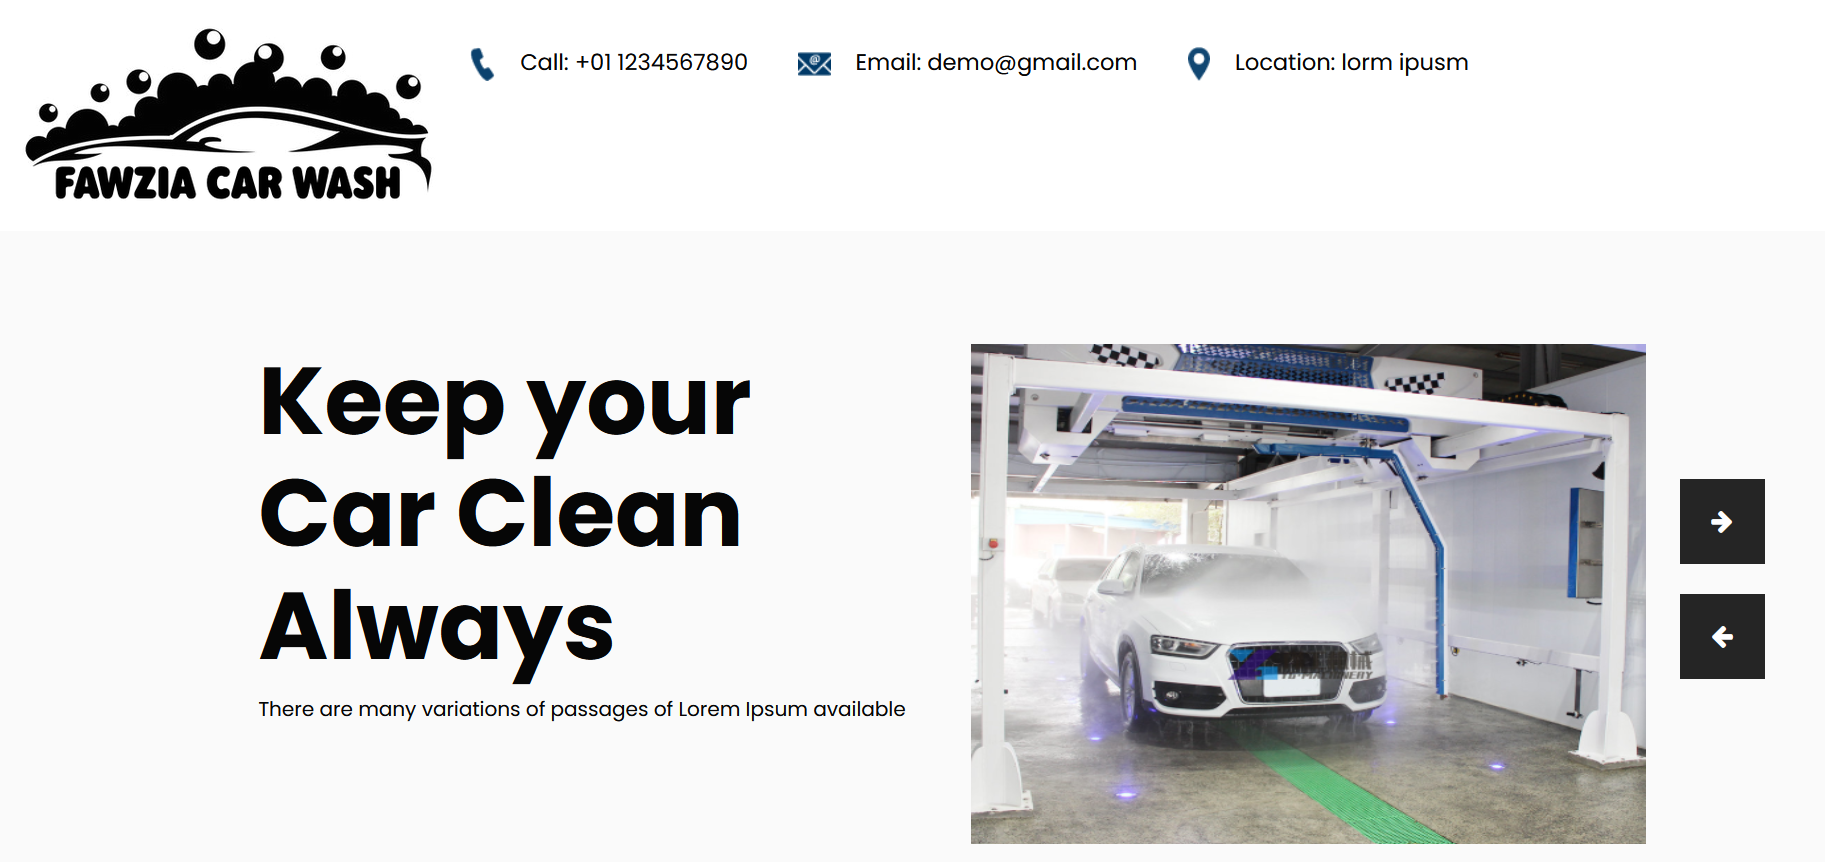 FAWZIA CAR WASH
Call: +01 1234567890
Email: demo@gmail.com
Location: lorm ipusm
Keep your
Car Clean
Always
There are many variations of passages of Lorem Ipsum available